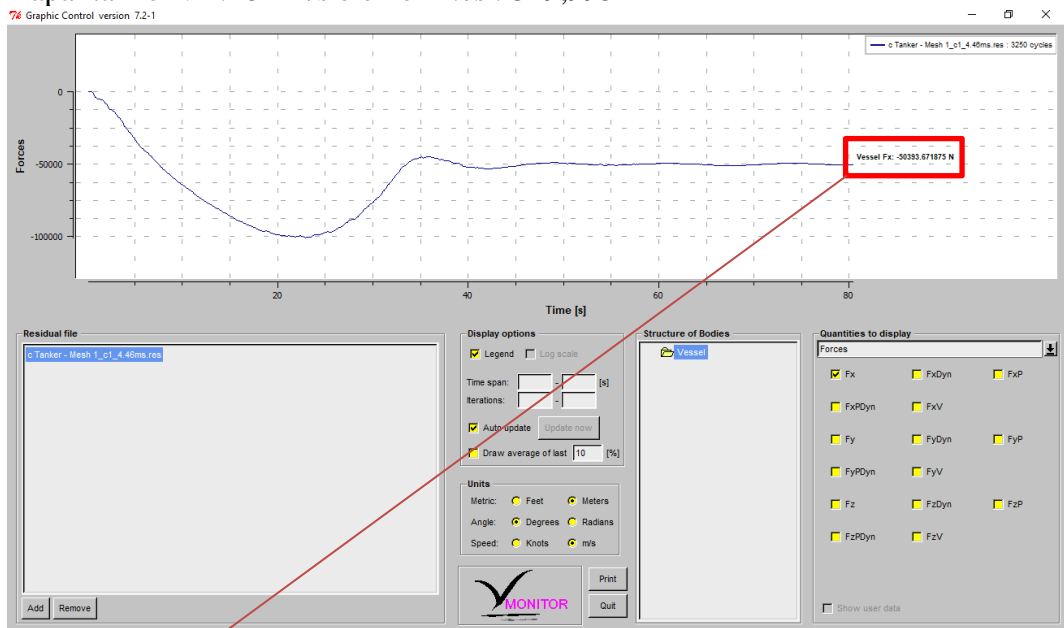 Graphic Control version 7.2-1
c Tanker - Mesh 1_c1_4.46ms.res : 3250 cycles
0
-50000
-100000
Forces
Vessel Fx: -50393.671875 N
20 40 60 80
Time [s]
Residual file
c Tanker - Mesh 1_c1_4.46ms.res
Add Remove
Display options
Legend Log scale
Time span: - [s]
Iterations: -
Auto update Update now
Draw average of last 10 [%]
Units
Metric: Feet Meters
Angle: Degrees Radians
Speed: Knots m/s
MONITOR
Print
Quit
Structure of Bodies
Vessel
Quantities to display
Forces
Fx FxDyn FxP
FxPDyn FxV
Fy FyDyn FyP
FyPDyn FyV
Fz FzDyn FzP
FzPDyn FzV
Show user data